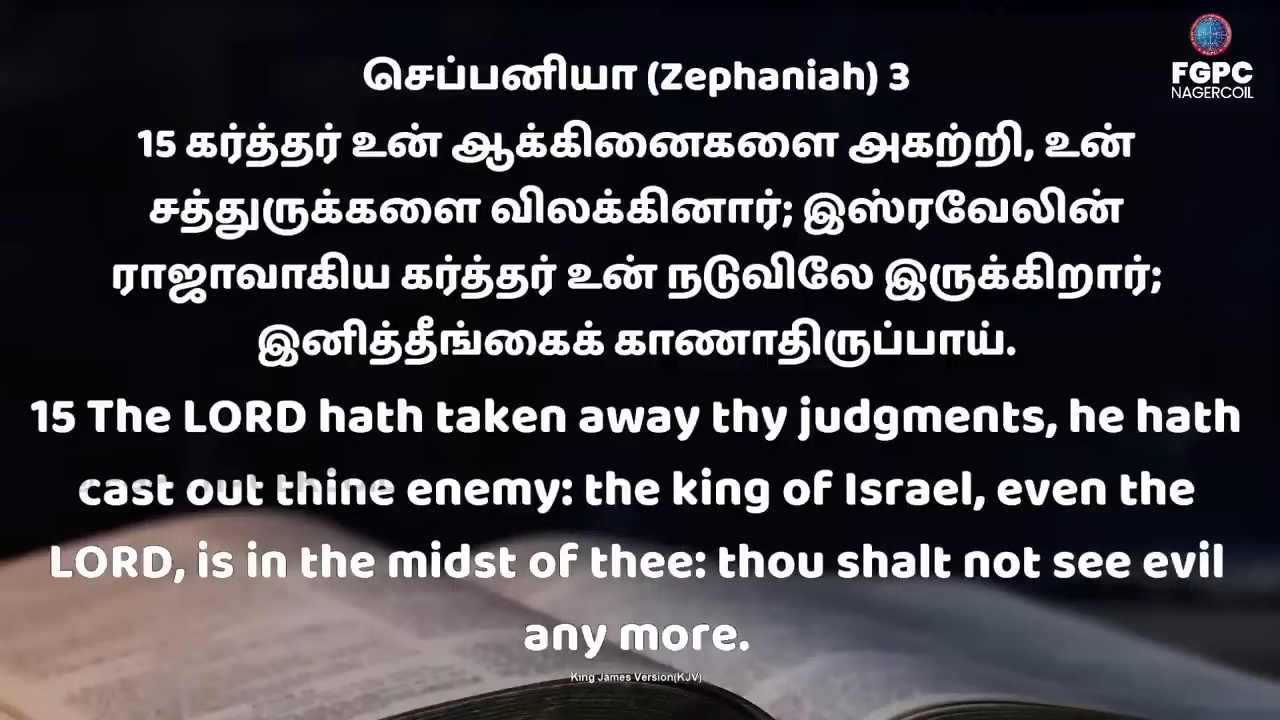 FGPC
NAGERCOIL
செப்பனியா (Zephaniah) 3
15 கர்த்தர் உன் ஆக்கினைகளை அகற்றி, உன்
சத்துருக்களை விலக்கினார்; இஸ்ரவேலின்
ராஜாவாகிய கர்த்தர் உன் நடுவிலே இருக்கிறார்;
இனித்தீங்கைக் காணாதிருப்பாய்.
15 The LORD hath taken away thy judgments, he hath
cast out thine enemy: the king of Israel, even the
LORD, is in the midst of thee: thou shalt not see evil
any more.
King James Version(KJV)